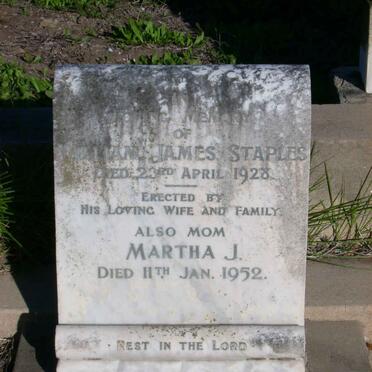 MEMORY
OF
JAMES STAPLES
DIED 23RD APRIL 1928
ERECTED BY
HIS LOVING WIFE AND FAMILY.
ALSO MOM
MARTHA J.
DIED 11TH JAN. 1952.
REST IN THE LORD